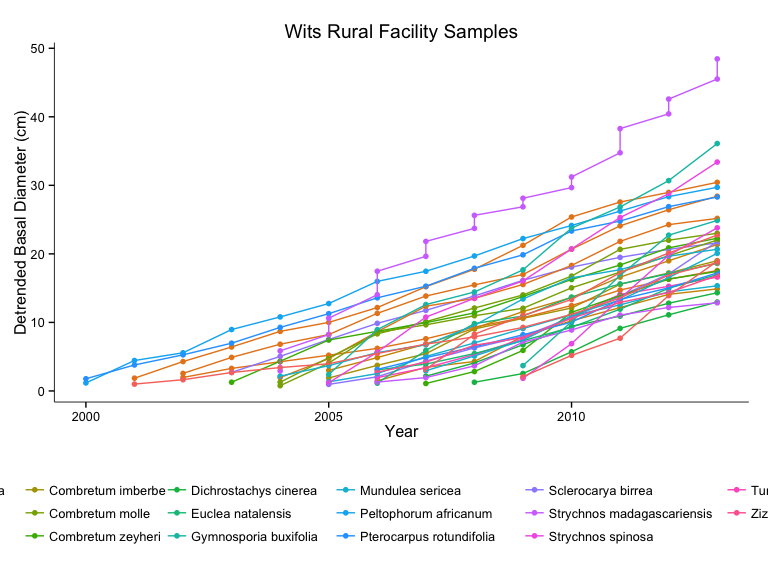 Wits Rural Facility Samples
50
40
30
20
10
0
Detrended Basal Diameter (cm)
2000 2005 2010
Year
a Combretum imberbe Dichrostachys cinerea Mundulea sericea Sclerocarya birrea Tur
Combretum molle Euclea natalensis Peltophorum africanum Strychnos madagascariensis Ziz
Combretum zeyheri Gymnosporia buxifolia Pterocarpus rotundifolia Strychnos spinosa